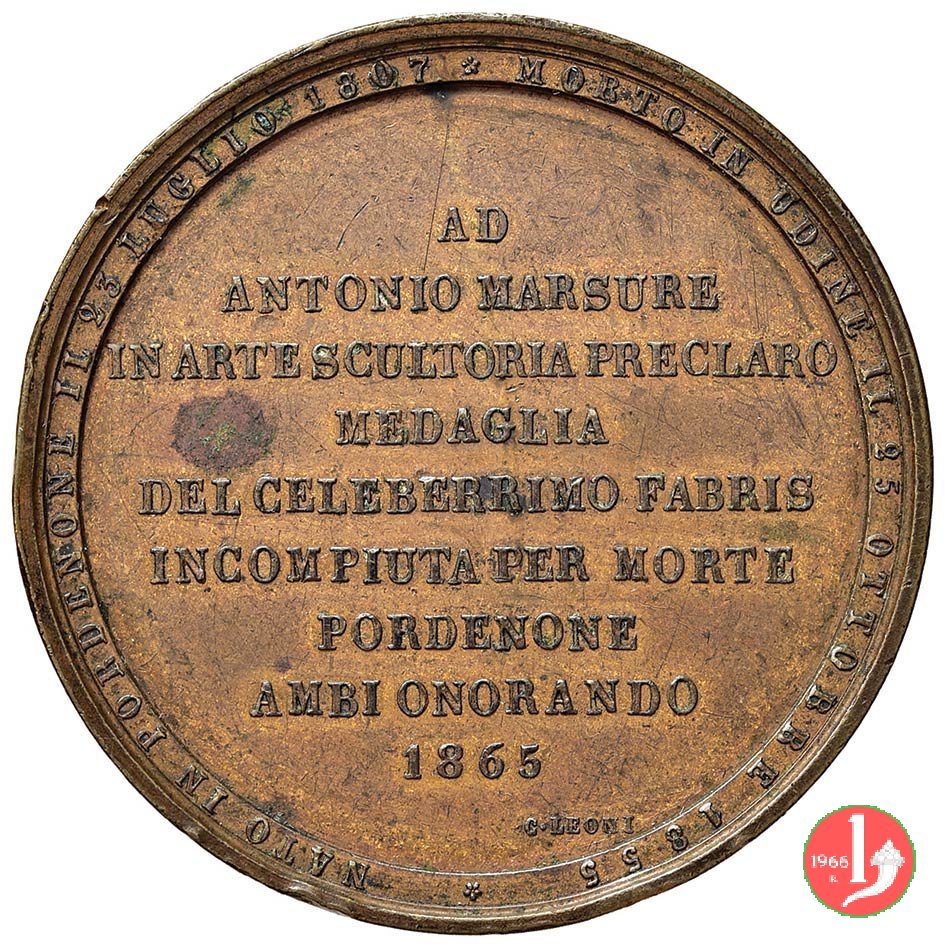 NATO IN PORDENONE IL 23 LUGLIO 1807 * MORTO IN UDINE IL 25 OTTOBRE 1855 *
AD
ANTONIO MARSURE
IN ARTE SCULTORIA PRECLARO
MEDAGLIA
DEL CELEBERRIMO FABRIS
INCOMPIUTA PER MORTE
PORDENONE
AMBI ONORANDO
1865
C. LEONI
1966
R
1